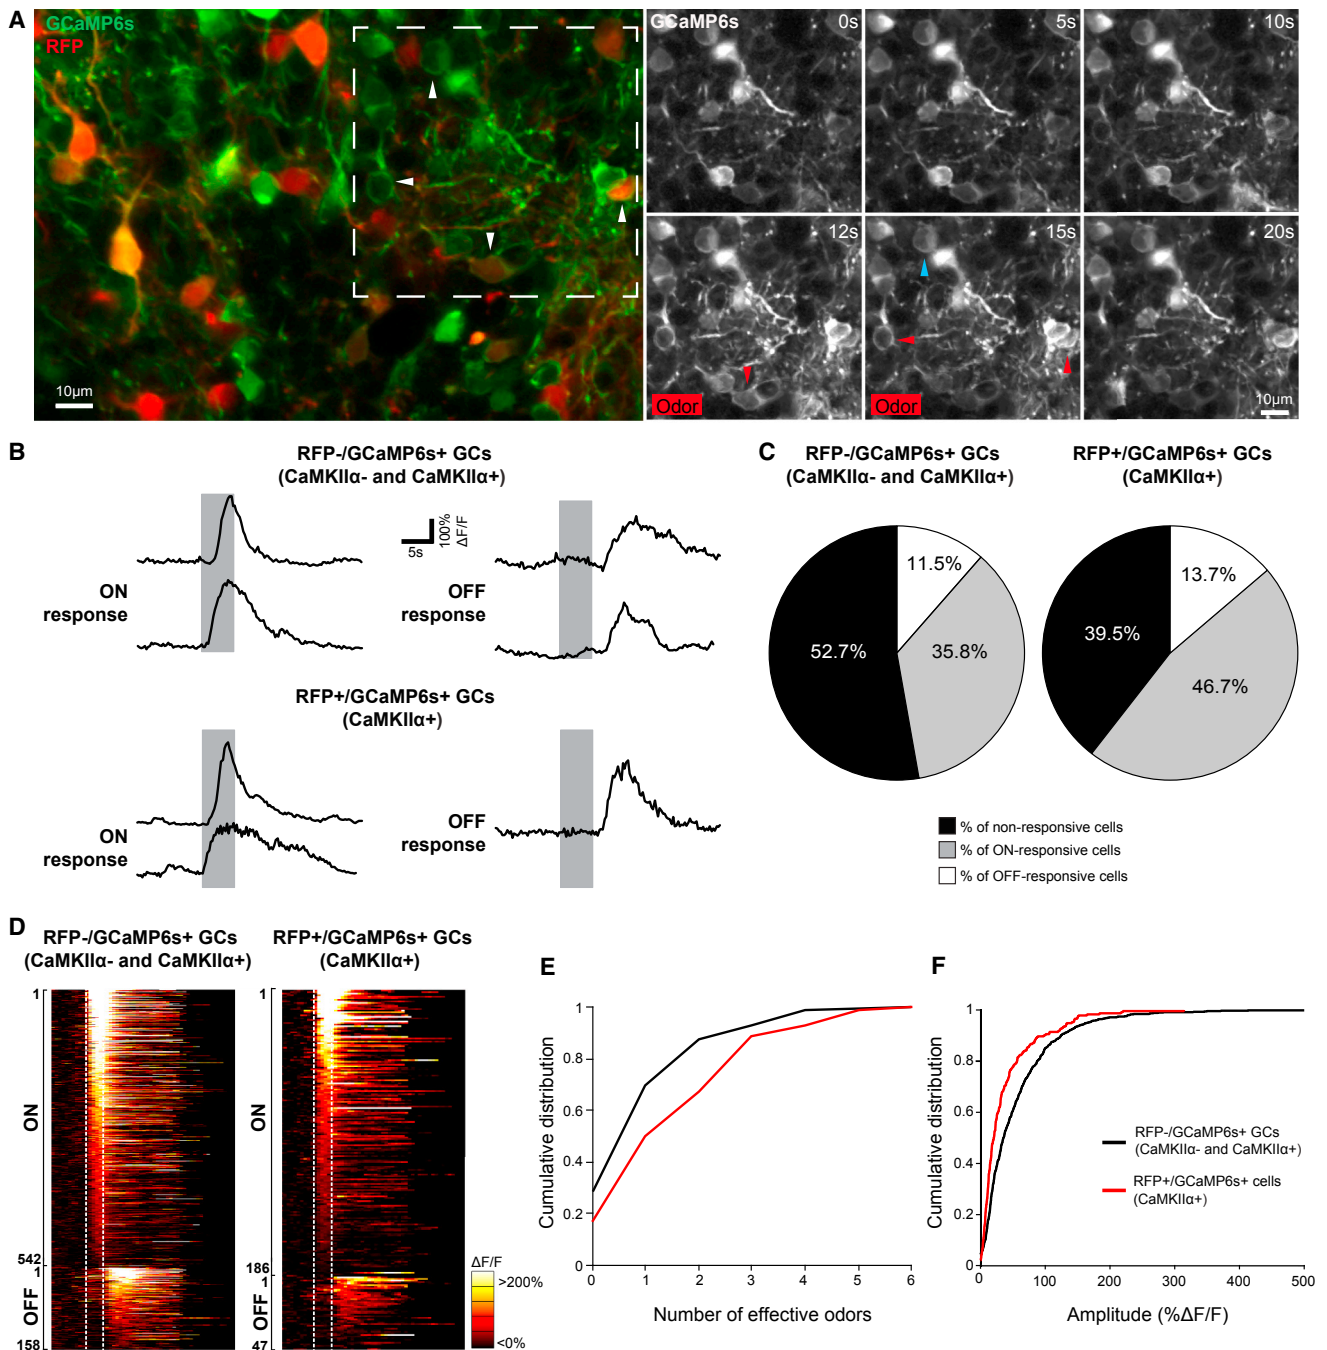 A
GCaMP6s
RFP
10µm
GCaMP6s
0s
5s
10s
12s
15s
20s
Odor
Odor
10µm
B
RFP-/GCaMP6s+ GCs
(CaMKIIα- and CaMKIIα+)
5s
100%
ΔF/F
ON
response
OFF
response
RFP+/GCaMP6s+ GCs
(CaMKIIα+)
ON
response
OFF
response
C
RFP-/GCaMP6s+ GCs
(CaMKIIα- and CaMKIIα+)
RFP+/GCaMP6s+ GCs
(CaMKIIα+)
11.5%
52.7%
35.8%
13.7%
39.5%
46.7%
% of non-responsive cells
% of ON-responsive cells
% of OFF-responsive cells
D
RFP-/GCaMP6s+ GCs
(CaMKIIα- and CaMKIIα+)
RFP+/GCaMP6s+ GCs
(CaMKIIα+)
1
ON
542
1
OFF
158
1
ON
186
1
OFF
47
ΔF/F
>200%
<0%
E
Cumulative distribution
1
0.8
0.6
0.4
0.2
0
0
1
2
3
4
5
6
Number of effective odors
F
Cumulative distribution
1
0.8
0.6
0.4
0.2
0
0
100
200
300
400
500
Amplitude (%ΔF/F)
RFP-/GCaMP6s+ GCs
(CaMKIIα- and CaMKIIα+)
RFP+/GCaMP6s+ cells
(CaMKIIα+)